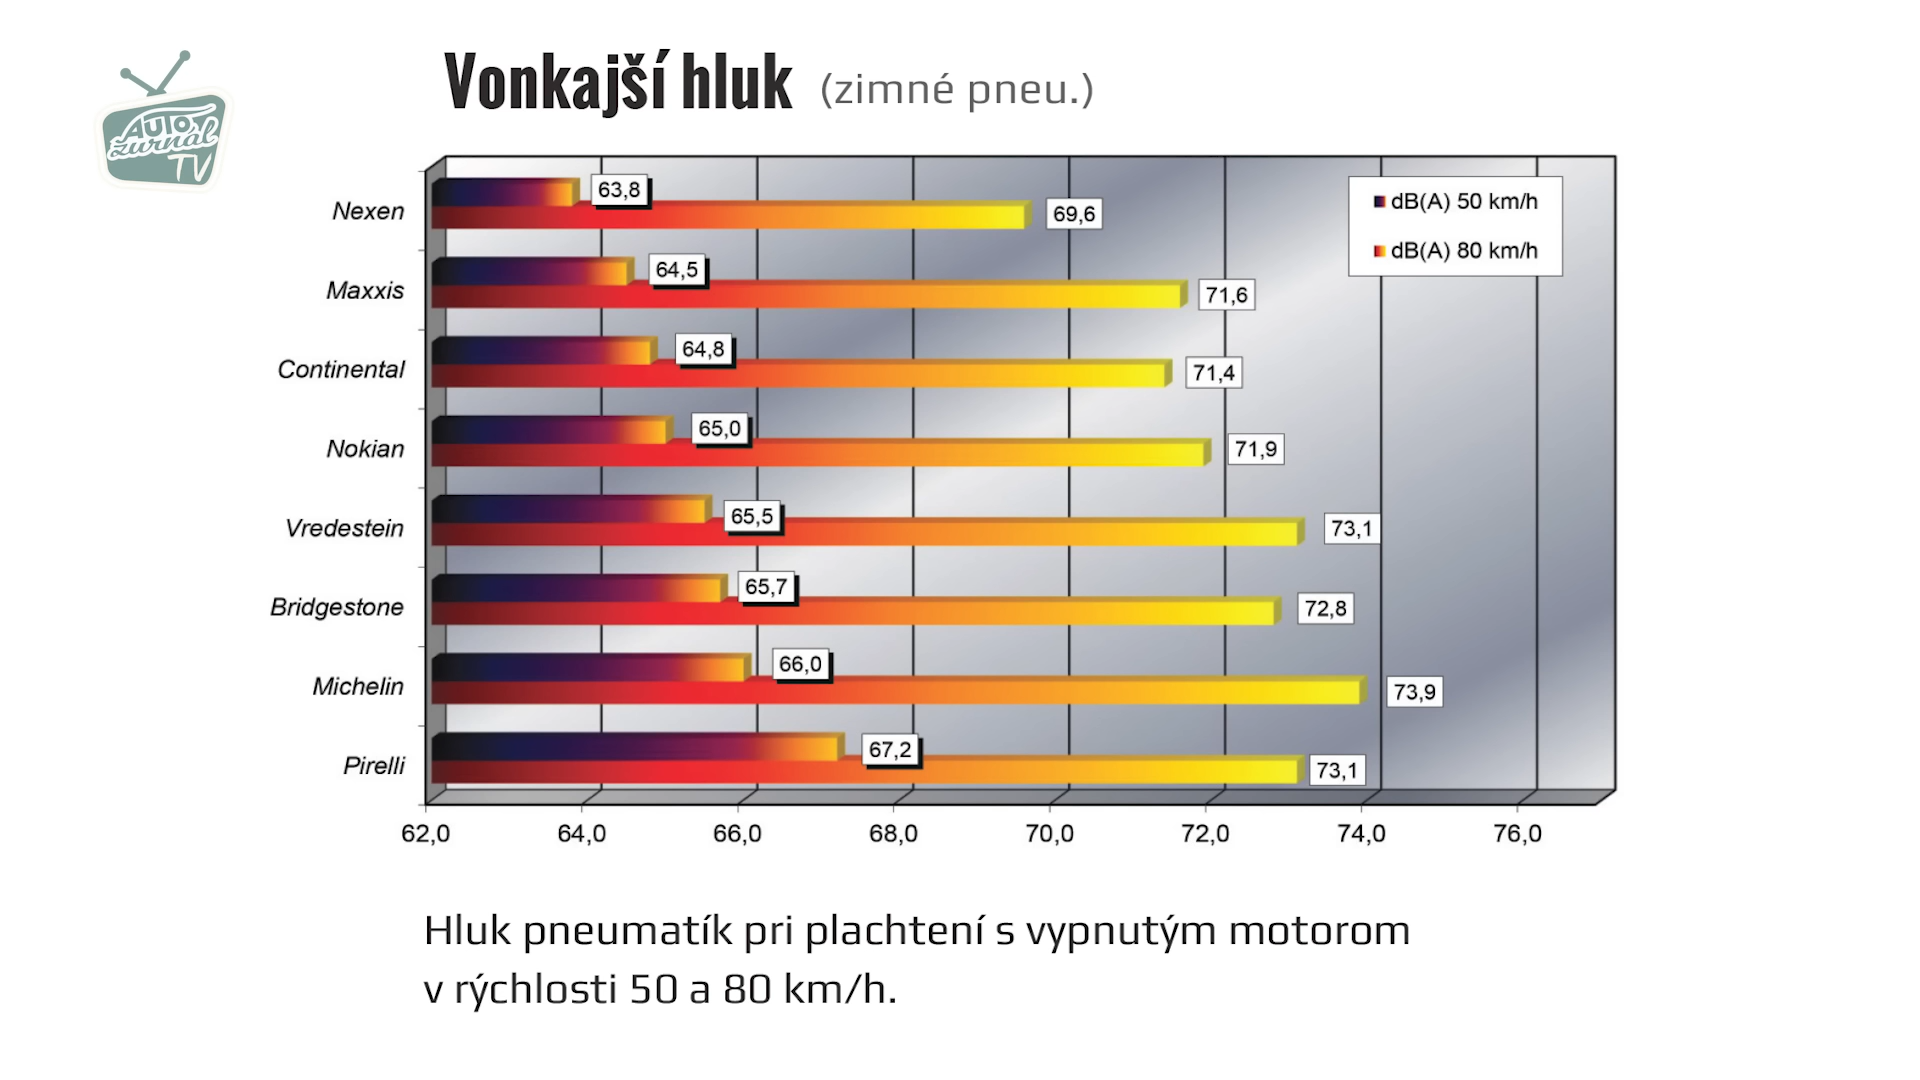 AUTO
žurnál
TV
Vonkajší hluk (zimné pneu.)
dB(A) 50 km/h
dB(A) 80 km/h
Nexen 63,8 69,6
Maxxis 64,5 71,6
Continental 64,8 71,4
Nokian 65,0 71,9
Vredestein 65,5 73,1
Bridgestone 65,7 72,8
Michelin 66,0 73,9
Pirelli 67,2 73,1
62,0 64,0 66,0 68,0 70,0 72,0 74,0 76,0
Hluk pneumatík pri plachtení s vypnutým motorom
v rýchlosti 50 a 80 km/h.